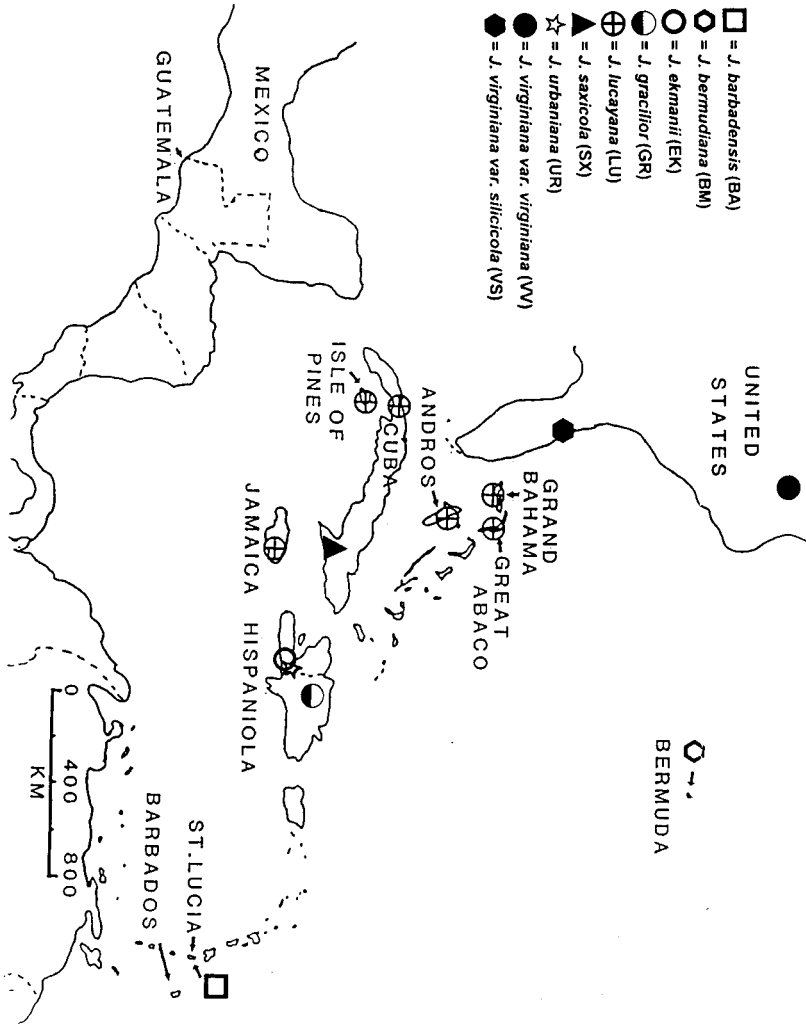 □ = J. barbadensis (BA)
⬡ = J. bermudiana (BM)
○ = J. ekmanii (EK)
◒ = J. gracilior (GR)
⊕ = J. lucayana (LU)
▲ = J. saxicola (SX)
☆ = J. urbaniana (UR)
● = J. virginiana var. virginiana (VV)
⬢ = J. virginiana var. silicicola (VS)
UNITED
STATES
BERMUDA
GRAND
BAHAMA
GREAT
ABACO
ANDROS
CUBA
ISLE OF
PINES
MEXICO
GUATEMALA
JAMAICA
HISPANIOLA
ST. LUCIA
BARBADOS
0 400 800
KM